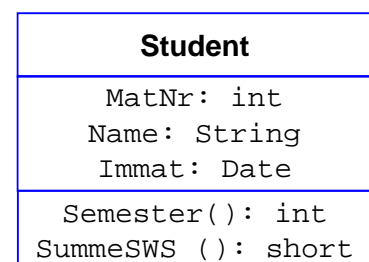 Student
MatNr: int
Name: String
Immat: Date
Semester(): int
SummeSWS (): short